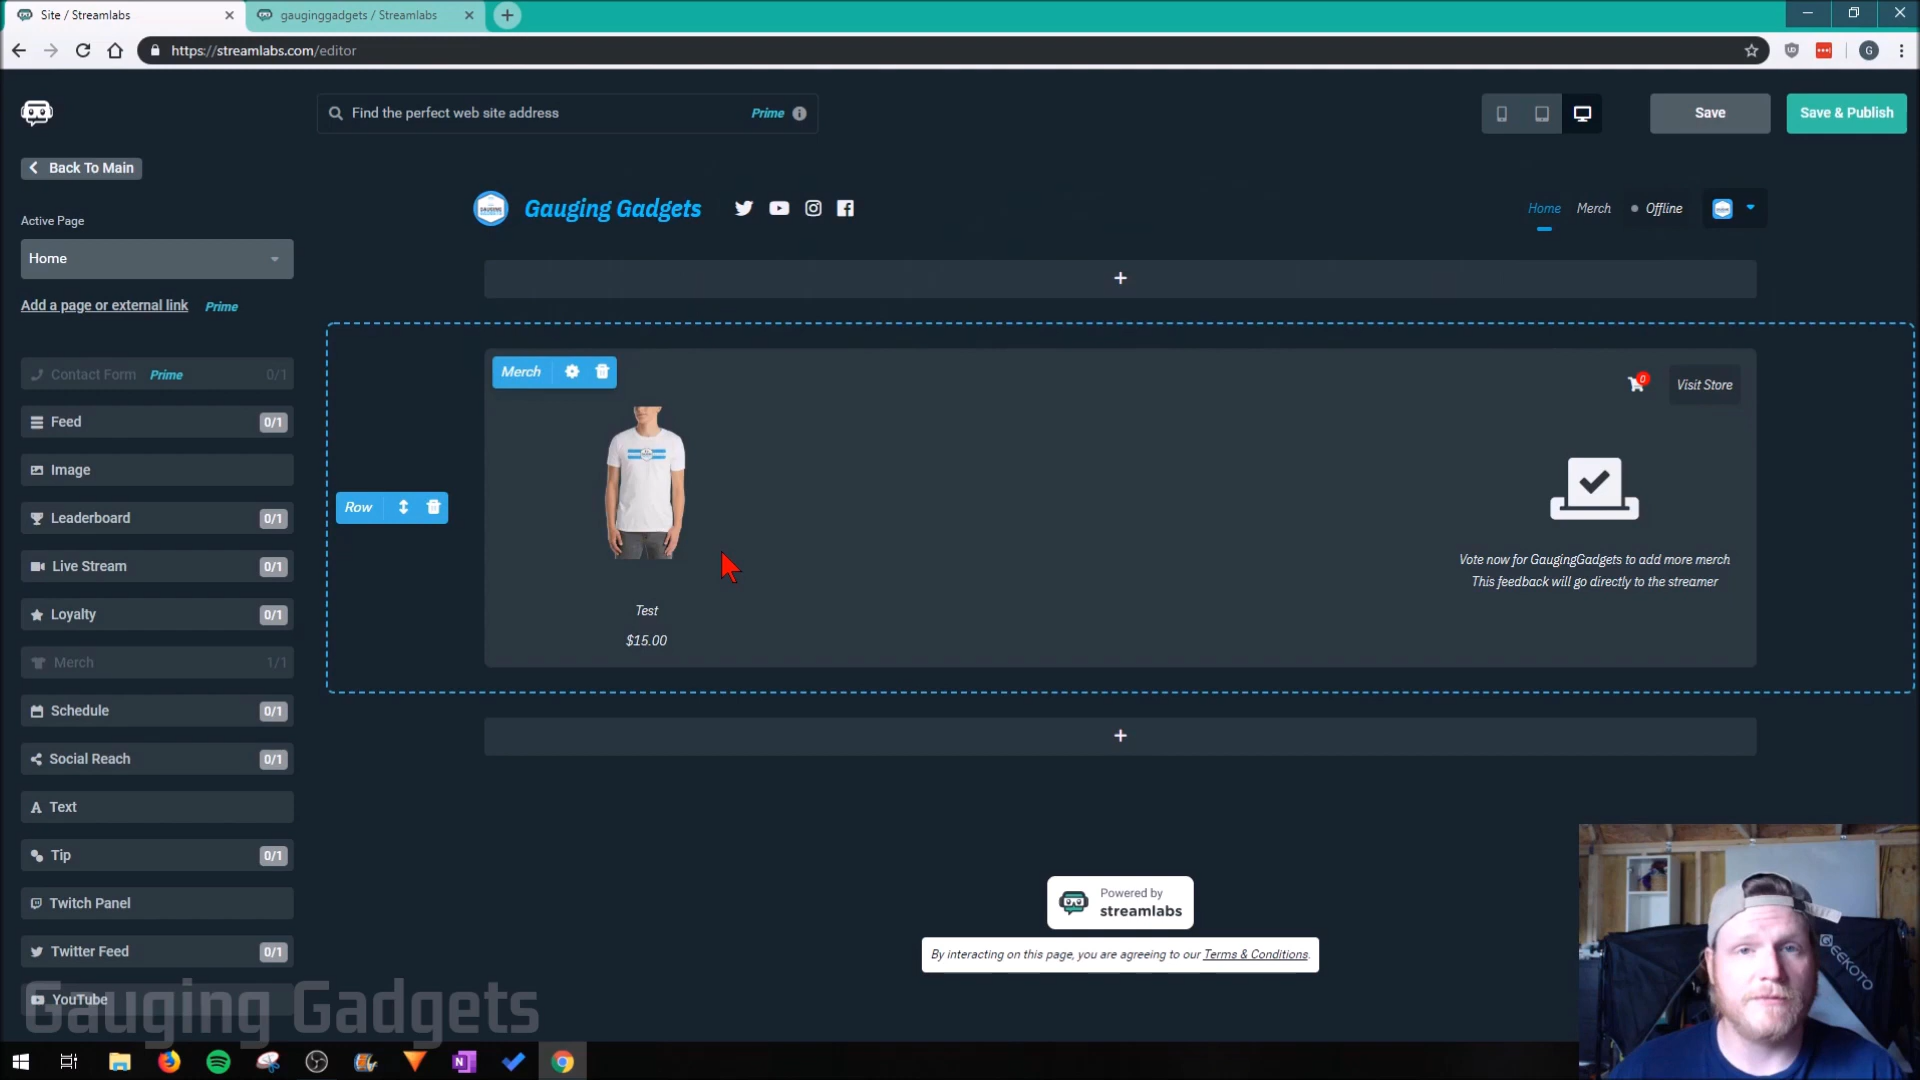 Site / Streamlabs
gauginggadgets / Streamlabs
https://streamlabs.com/editor
G
Find the perfect web site address
Prime
Save
Save & Publish
Back To Main
Active Page
Home
Add a page or external link Prime
Gauging Gadgets
Home
Merch
Offline
Contact Form Prime 0/1
Feed 0/1
Image
Leaderboard 0/1
Live Stream 0/1
Loyalty 0/1
Merch 1/1
Schedule 0/1
Social Reach 0/1
Text
Tip 0/1
Twitch Panel
Twitter Feed 0/1
YouTube
+
Merch
0
Visit Store
Row
Test
$15.00
Vote now for GaugingGadgets to add more merch
This feedback will go directly to the streamer
+
Powered by
streamlabs
By interacting on this page, you are agreeing to our Terms & Conditions.
GEEKOTO
Gauging Gadgets